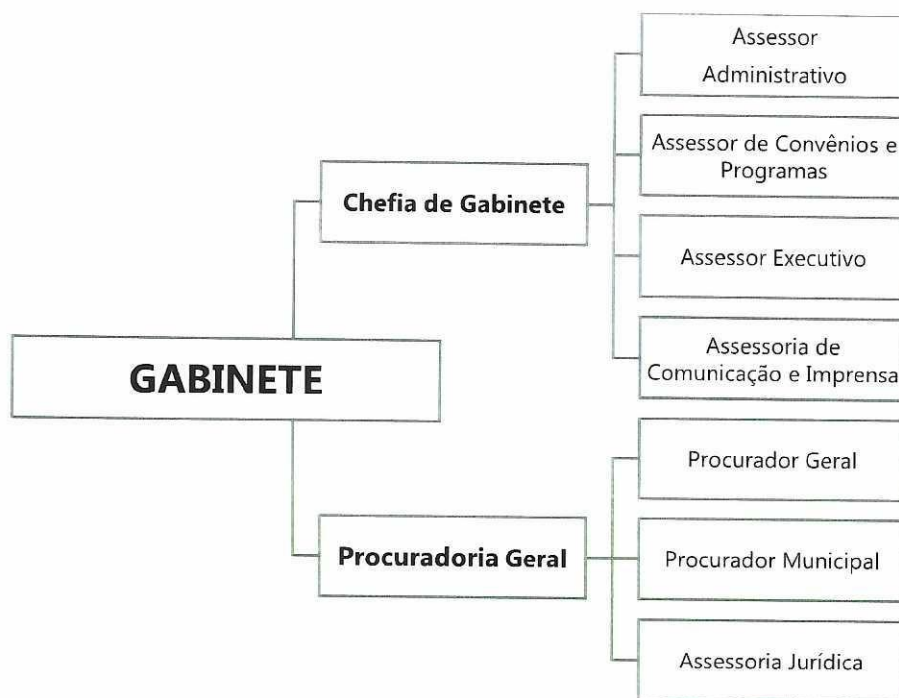 GABINETE
Chefia de Gabinete
Assessor
Administrativo
Assessor de Convênios e
Programas
Assessor Executivo
Assessoria de
Comunicação e Imprensa
Procuradoria Geral
Procurador Geral
Procurador Municipal
Assessoria Jurídica